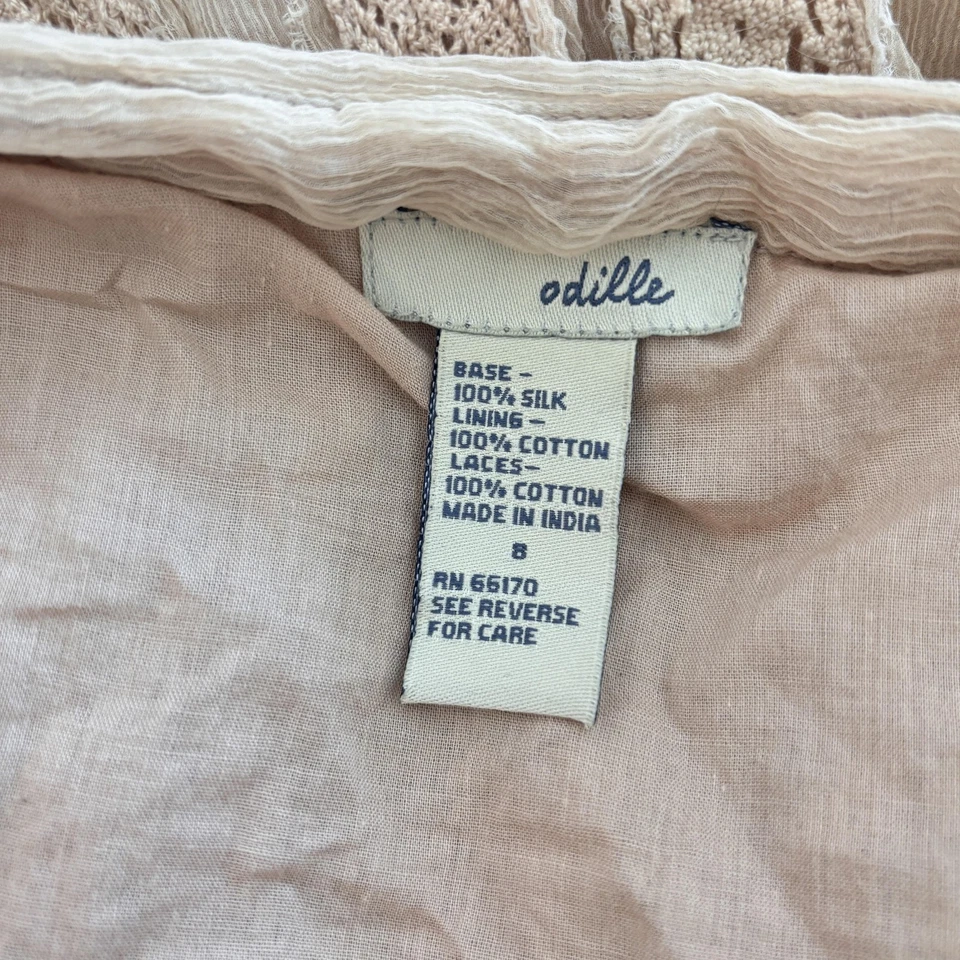 odille
BASE –
100% SILK
LINING –
100% COTTON
LACES–
100% COTTON
MADE IN INDIA
8
RN 66170
SEE REVERSE
FOR CARE